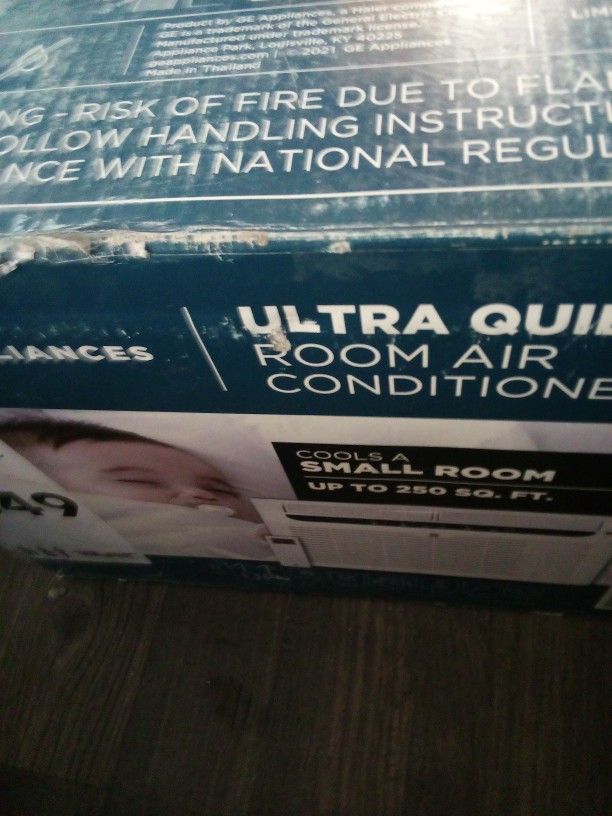 Product by GE Appliances, a Haier
GE is a trademark of the General Electric
Manufactured under trademark license.
Appliance Park, Louisville, KY 40225
geappliances.com | © 2021 GE Appliances
Made in Thailand
LIM
NG - RISK OF FIRE DUE TO FLA
OLLOW HANDLING INSTRUCTI
NCE WITH NATIONAL REGUL
LIANCES
ULTRA QUI
ROOM AIR
CONDITIONE
COOLS A
SMALL ROOM
UP TO 250 SQ. FT.
49